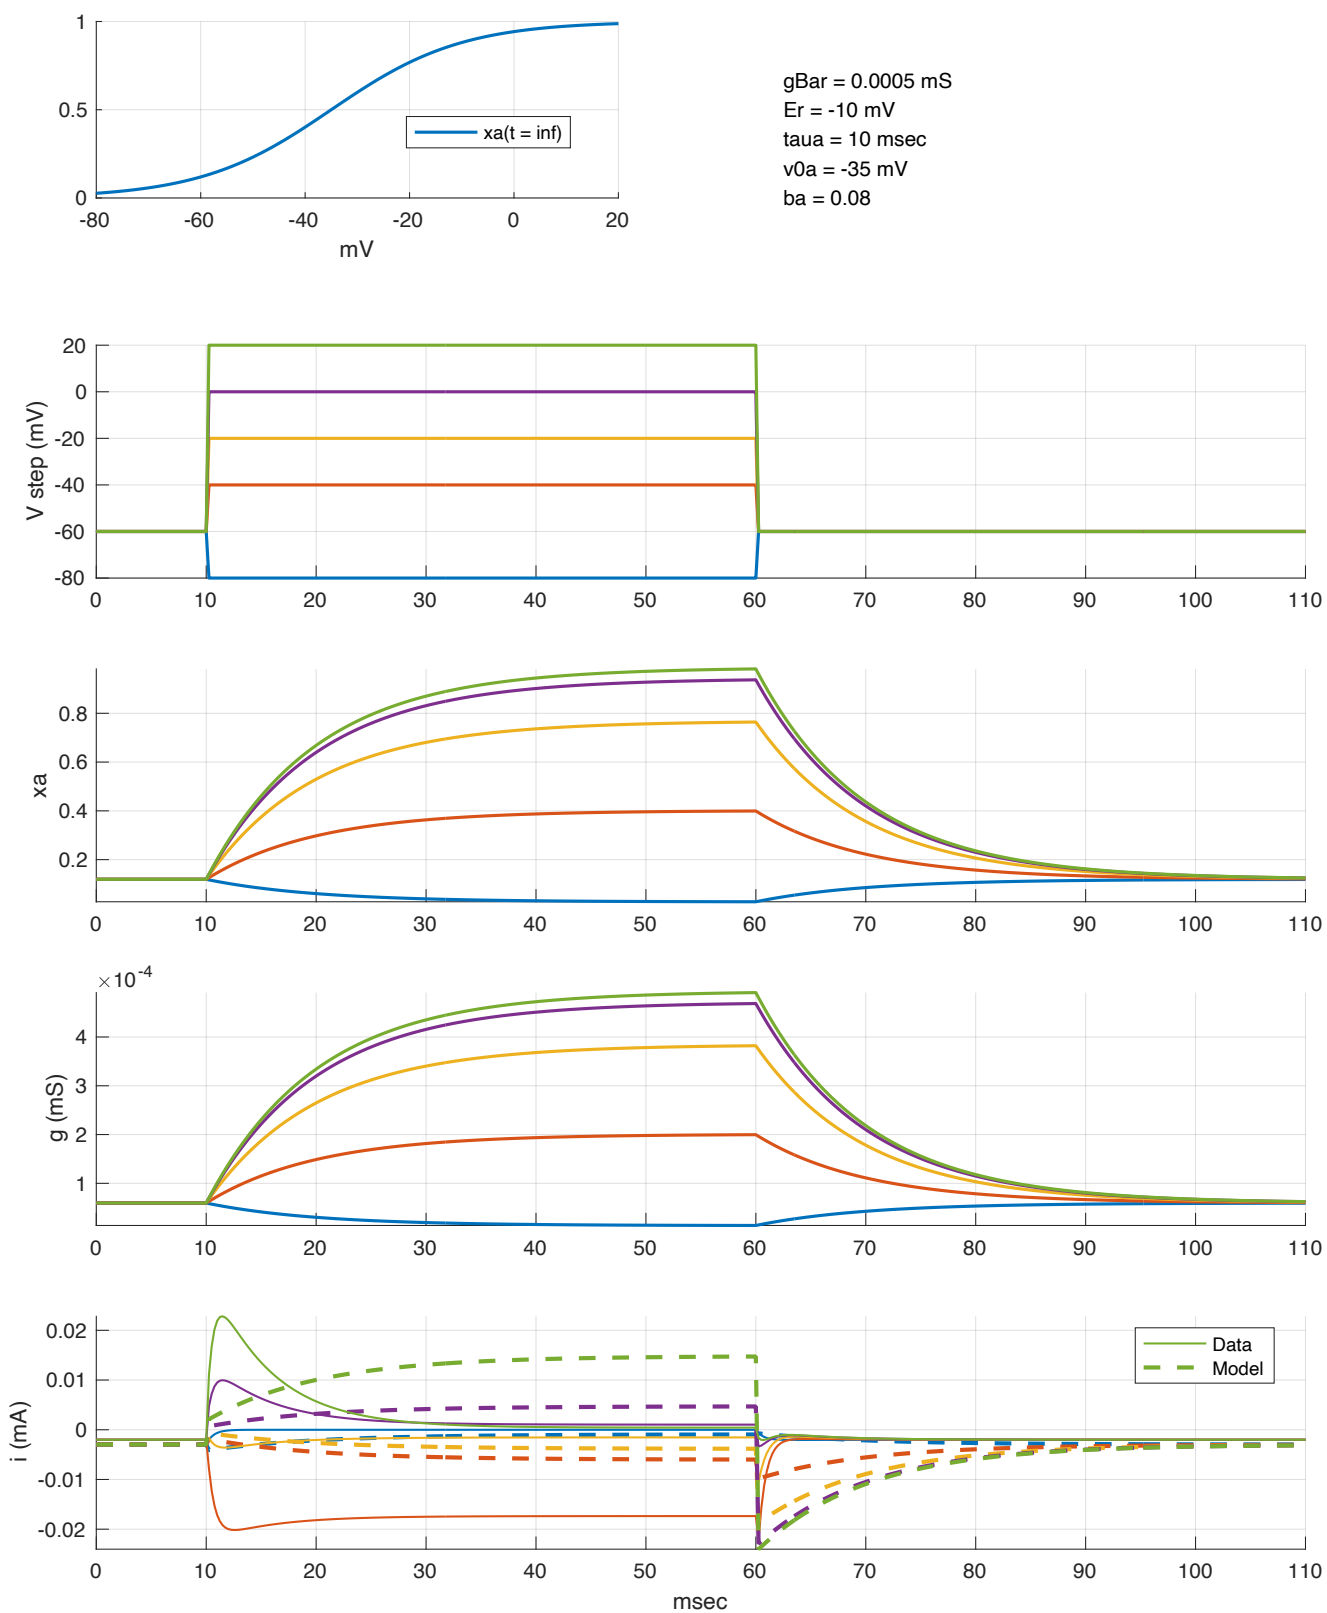 1
0.5
0
-80 -60 -40 -20 0 20
mV
xa(t = inf)
gBar = 0.0005 mS
Er = -10 mV
taua = 10 msec
v0a = -35 mV
ba = 0.08
V step (mV)
20
0
-20
-40
-60
-80
0 10 20 30 40 50 60 70 80 90 100 110
xa
0.8
0.6
0.4
0.2
0 10 20 30 40 50 60 70 80 90 100 110
×10-4
g (mS)
4
3
2
1
0 10 20 30 40 50 60 70 80 90 100 110
i (mA)
0.02
0.01
0
-0.01
-0.02
Data
Model
0 10 20 30 40 50 60 70 80 90 100 110
msec